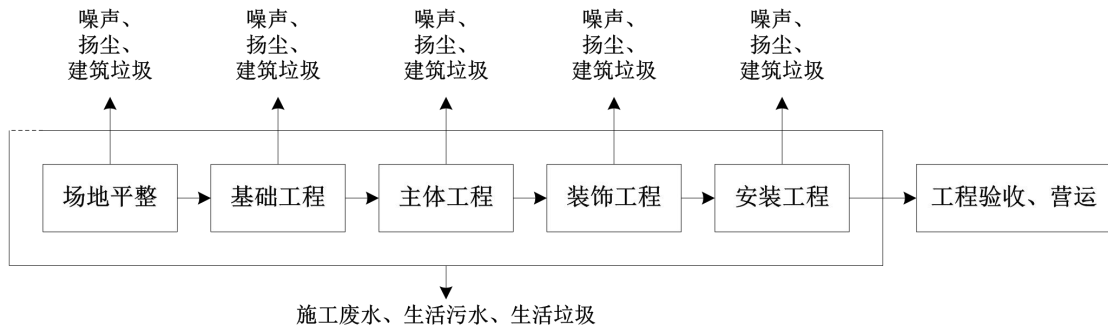 噪声、
扬尘、
建筑垃圾
噪声、
扬尘、
建筑垃圾
噪声、
扬尘、
建筑垃圾
噪声、
扬尘、
建筑垃圾
噪声、
扬尘、
建筑垃圾
场地平整
基础工程
主体工程
装饰工程
安装工程
工程验收、营运
施工废水、生活污水、生活垃圾